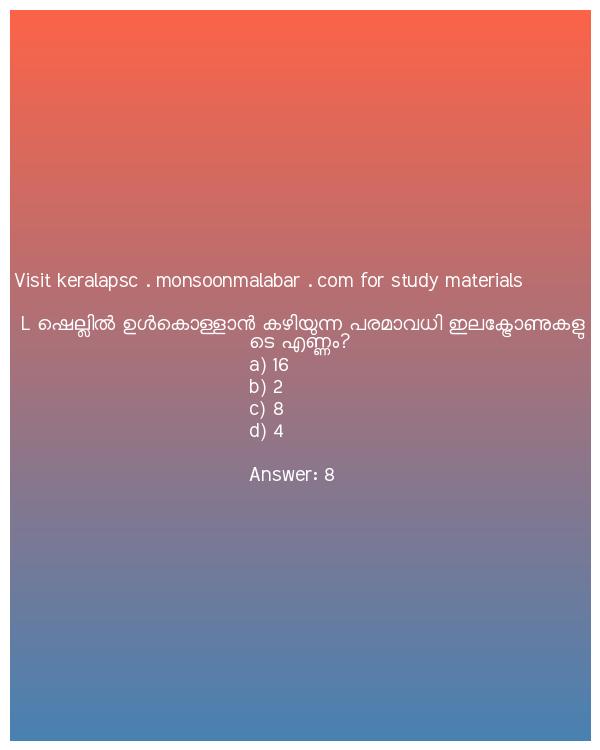 Visit keralapsc . monsoonmalabar . com for study materials
L ഷെല്ലിൽ ഉൾകൊള്ളാൻ കഴിയുന്ന പരമാവധി ഇലക്ട്രോണുകളു
ടെ എണ്ണം?
a) 16
b) 2
c) 8
d) 4
Answer: 8